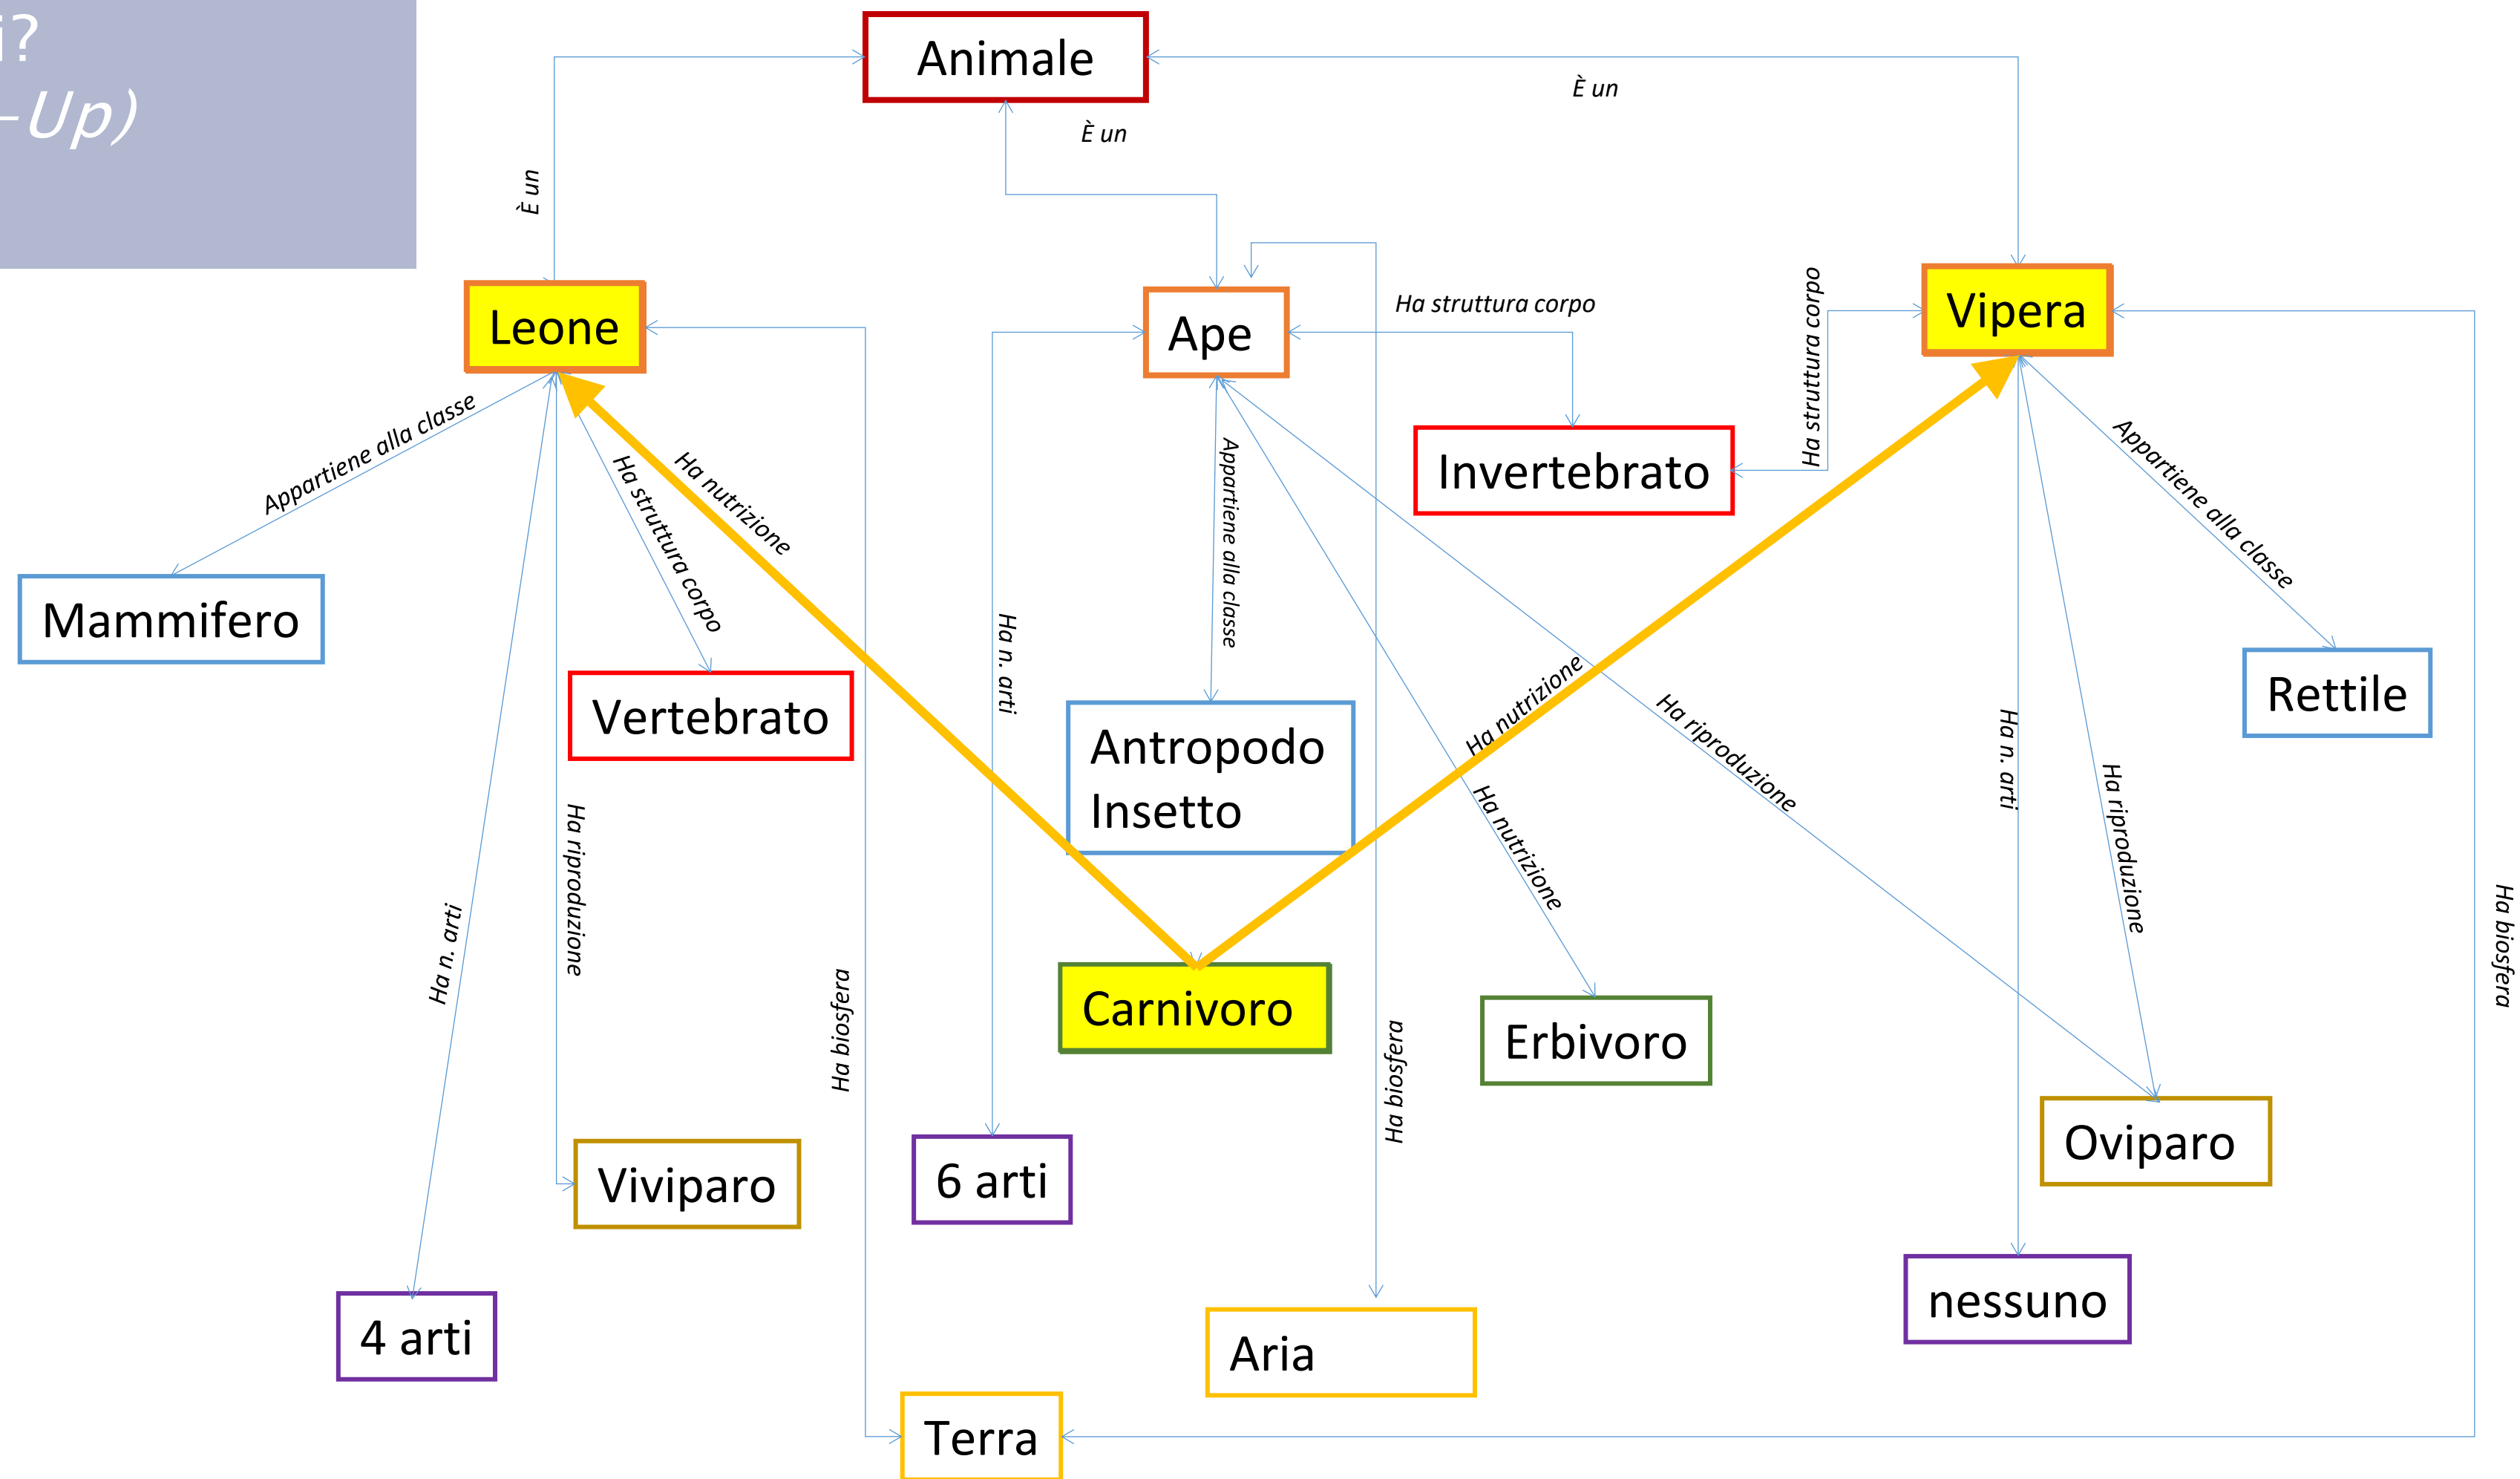 i?
-Up)
Animale
È un
È un
È un
Leone
Ape
Vipera
Ha struttura corpo
Ha struttura corpo
Appartiene alla classe
Ha nutrizione
Ha struttura corpo
Appartiene alla classe
Invertebrato
Appartiene alla classe
Mammifero
Vertebrato
Ha n. arti
Antropodo
Insetto
Ha nutrizione
Ha riproduzione
Ha n. arti
Rettile
Ha n. arti
Ha riproduzione
Ha biosfera
Ha nutrizione
Ha riproduzione
Ha biosfera
Carnivoro
Ha biosfera
Erbivoro
Viviparo
6 arti
Oviparo
4 arti
Aria
nessuno
Terra